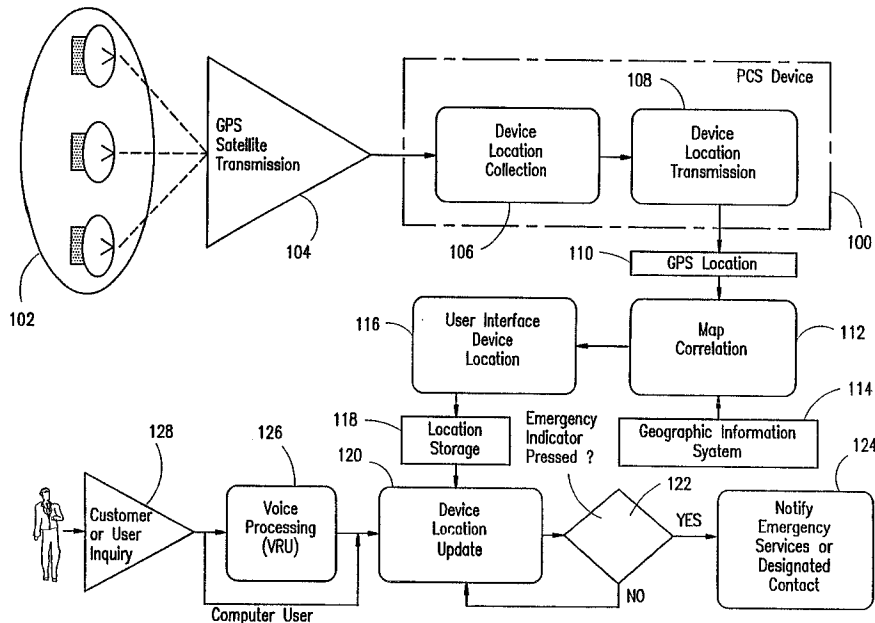 GPS
Satellite
Transmission
104
102
PCS Device
108
Device
Location
Collection
Device
Location
Transmission
106
100
110
GPS Location
116
User Interface
Device
Location
Map
Correlation
112
114
118
Location
Storage
Emergency
Indicator
Pressed ?
Geographic Information
System
124
128
126
120
122
Customer
or User
Inquiry
Voice
Processing
(VRU)
Device
Location
Update
YES
Notify
Emergency
Services or
Designated
Contact
NO
Computer User